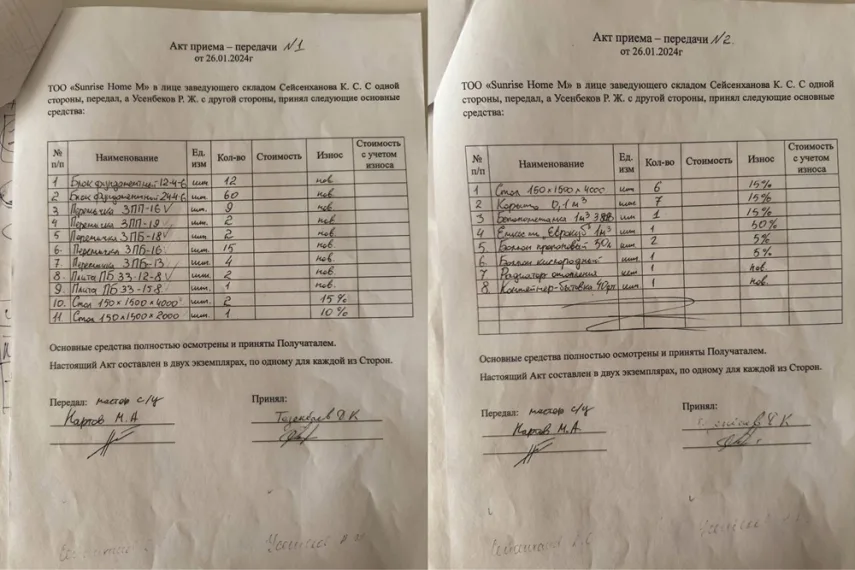 Акт приема – передачи №1
от 26.01.2024г
ТОО «Sunrise Home M» в лице заведующего складом Сейсенханова К. С. С одной
стороны, передал, а Усенбеков Р. Ж. с другой стороны, принял следующие основные
средства:
№ п/п Наименование Ед. изм Кол-во Стоимость Износ Стоимость с учетом износа
1 Блок фундаментный 12-4-6 шт. 12 нов.
2 Блок фундаментный 24-4-6 шт. 60 нов.
3 Перемычка 3ПП-16 V шт. 9 нов.
4 Перемычка 3ПП-18 V шт. 2 нов.
5 Перемычка 3ПБ-18 V шт. 2 нов.
6. Перемычка 3ПБ-16 шт. 15 нов.
7 Перемычка 3ПБ-13 шт. 4 нов.
8. Плита ПБ 33-12-8 V шт. 2 нов.
9. Плита ПБ 33-15-8 шт. 1 нов.
10. Стол 150×1500×4000 шт. 2 15%
11. Стол 150×1500×2000 шт. 1 10%
Основные средства полностью осмотрены и приняты Получаталем.
Настоящий Акт составлен в двух экземплярах, по одному для каждой из Сторон.
Передал: мастер с/у Принял:
Карпов М.А
Акт приема – передачи №2.
от 26.01.2024г
ТОО «Sunrise Home M» в лице заведующего складом Сейсенханова К. С. С одной
стороны, передал, а Усенбеков Р. Ж. с другой стороны, принял следующие основные
средства:
№ п/п Наименование Ед. изм Кол-во Стоимость Износ Стоимость с учетом износа
1 Стол 150×1500×4000 шт 6 15%
2 Корыто 0,1 м³ шт 7 15%
3 1м³ шт 1 15%
4 Емкость "Еврокуб" 1м³ шт 1 50%
5. Баллон пропановый 50л шт 2 5%
6. Баллон кислородный шт. 1 5%
7 Радиатор отопления шт 1 нов.
8 Контейнер-бытовка 40 шт. 1 нов.
Основные средства полностью осмотрены и приняты Получаталем.
Настоящий Акт составлен в двух экземплярах, по одному для каждой из Сторон.
Передал: мастер с/у Принял:
Карпов М.А.